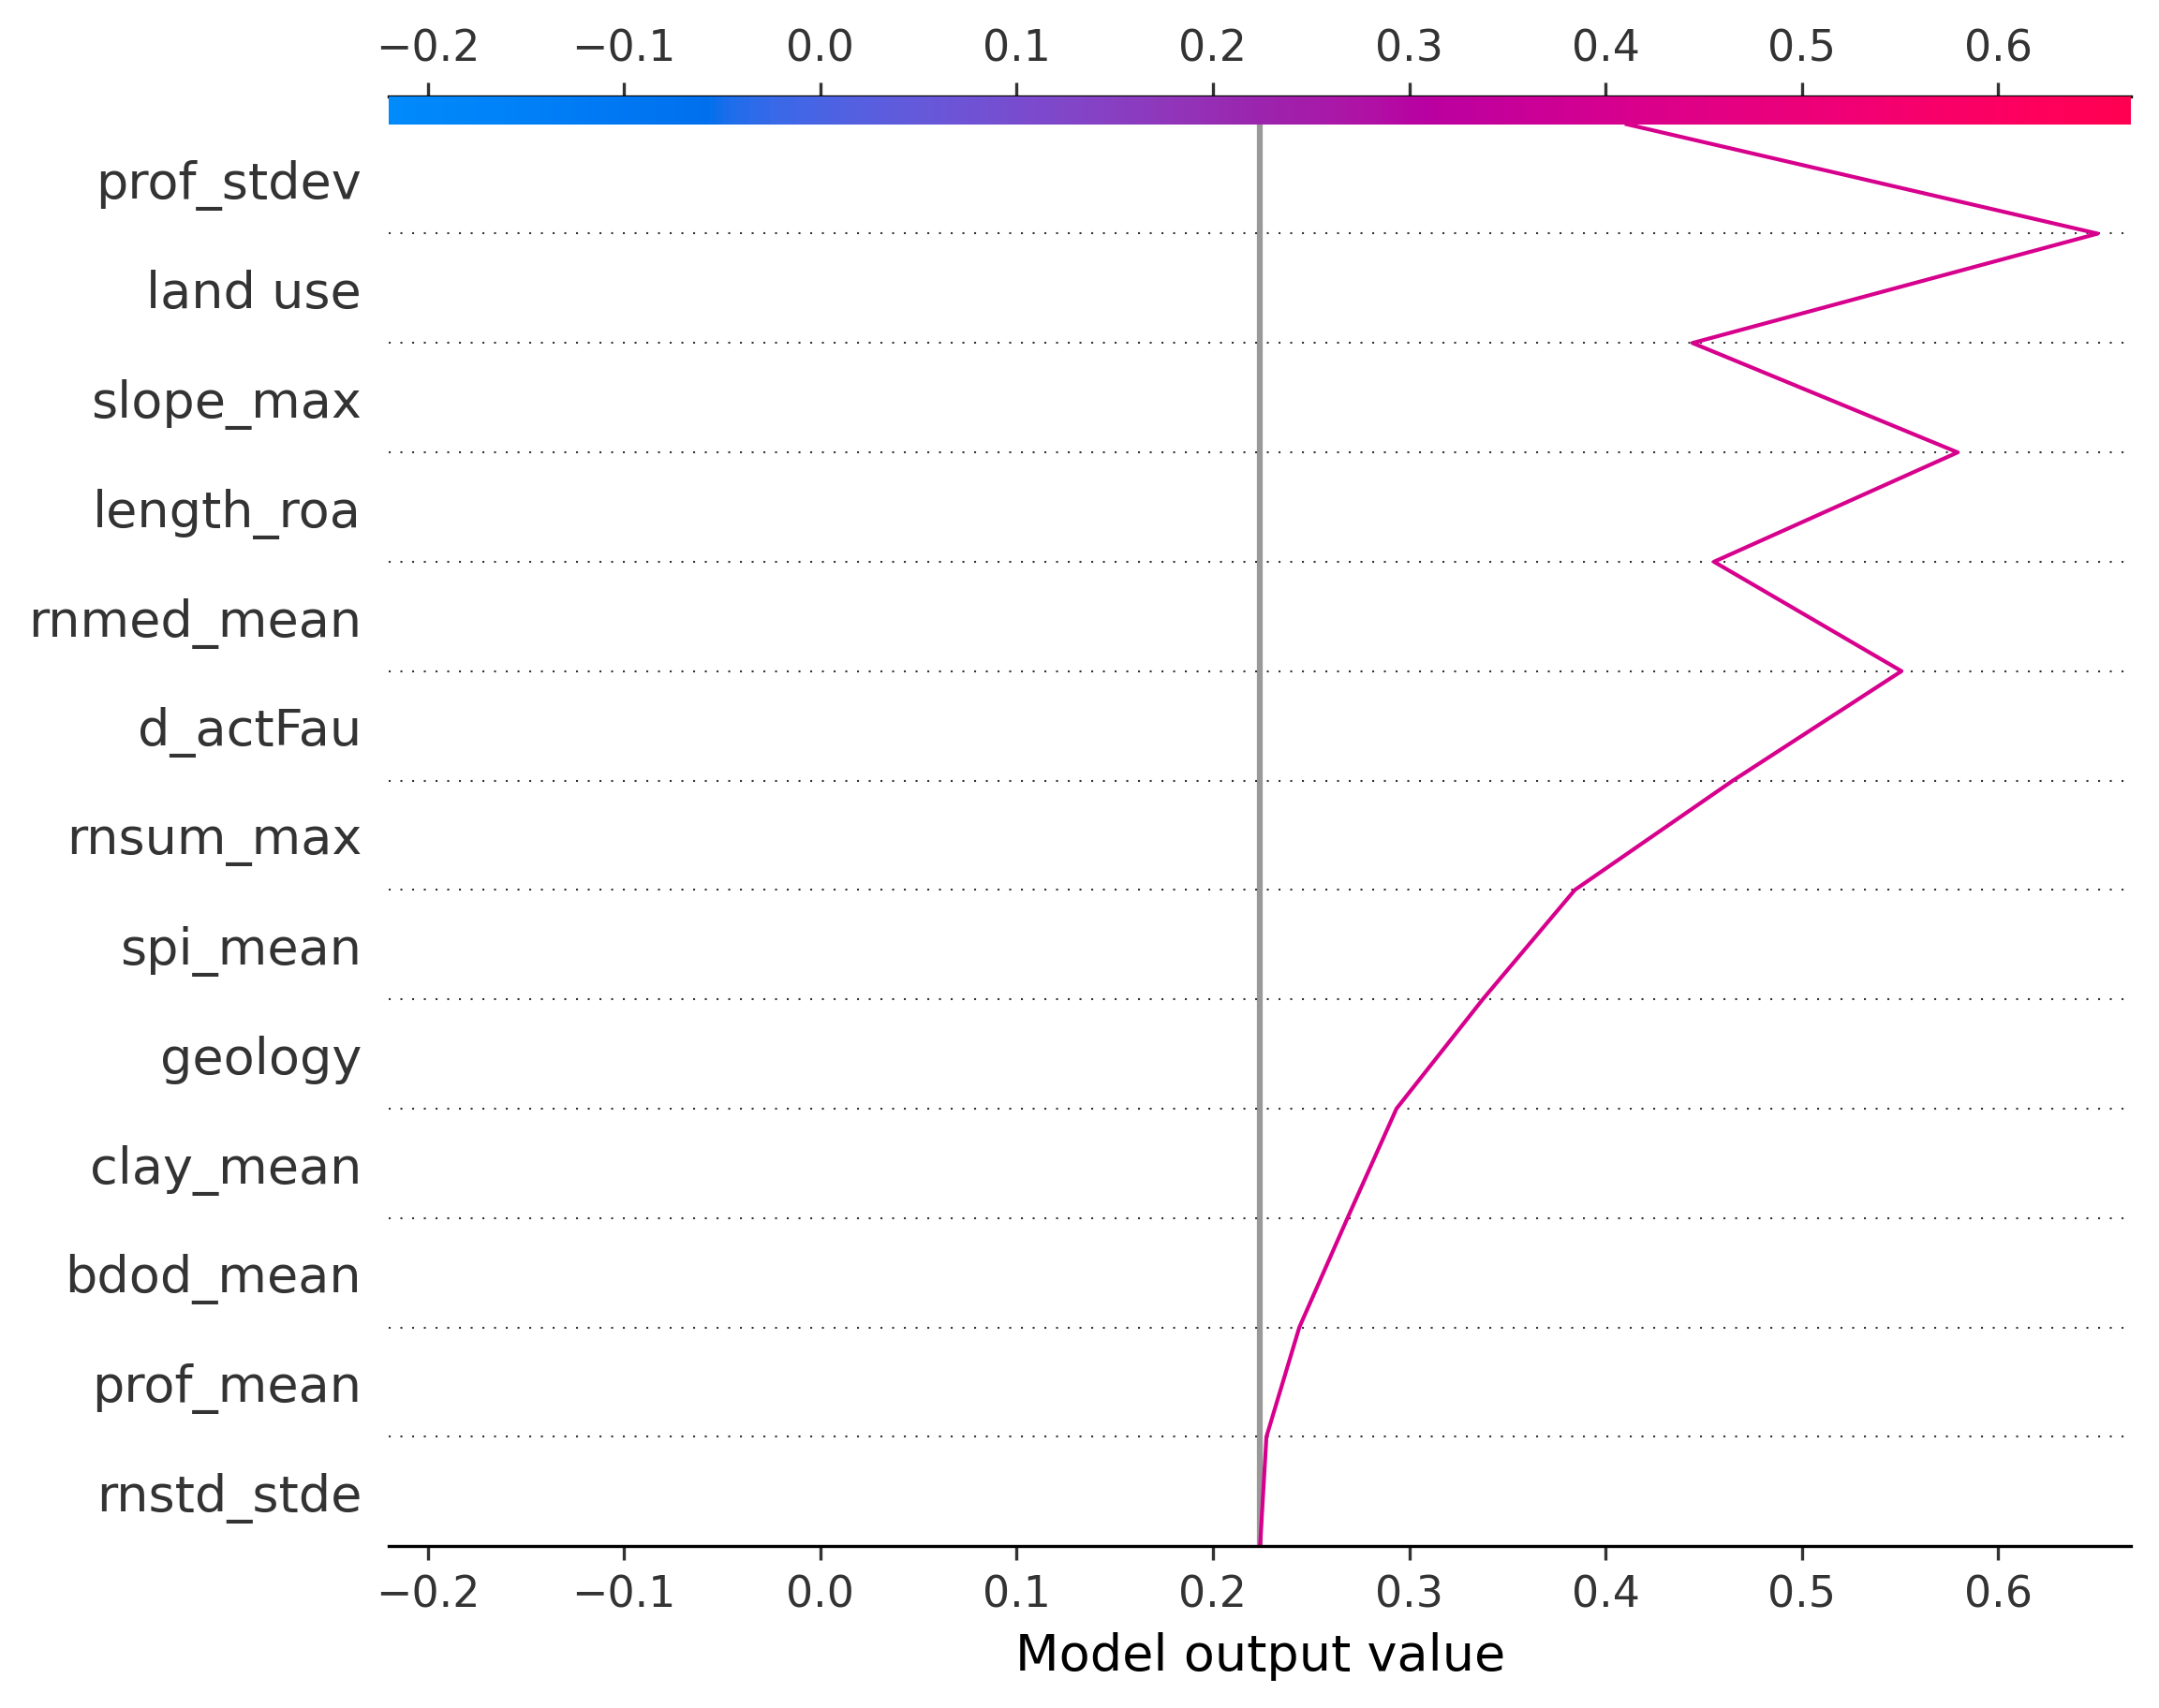 −0.2 −0.1 0.0 0.1 0.2 0.3 0.4 0.5 0.6
prof_stdev
land use
slope_max
length_roa
rnmed_mean
d_actFau
rnsum_max
spi_mean
geology
clay_mean
bdod_mean
prof_mean
rnstd_stde
−0.2 −0.1 0.0 0.1 0.2 0.3 0.4 0.5 0.6
Model output value